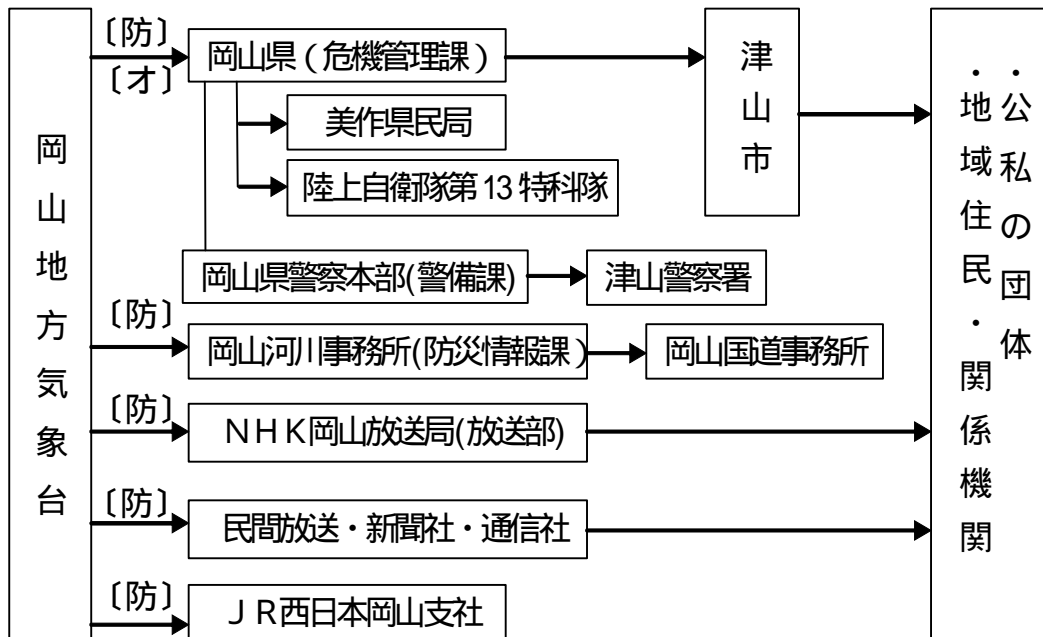 岡山地方気象台
〔防〕
〔オ〕
岡山県(危機管理課)
美作県民局
陸上自衛隊第13特科隊
岡山県警察本部(警備課)
津山警察署
津山市
〔防〕
岡山河川事務所(防災情報課)
岡山国道事務所
〔防〕
NHK岡山放送局(放送部)
〔防〕
民間放送・新聞社・通信社
〔防〕
JR西日本岡山支社
・公私の団体
・地域住民・関係機関